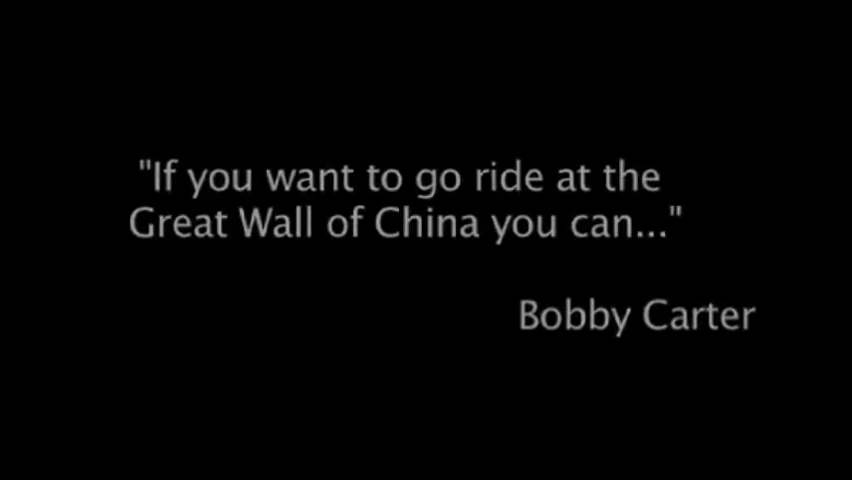 "If you want to go ride at the
Great Wall of China you can..."
Bobby Carter